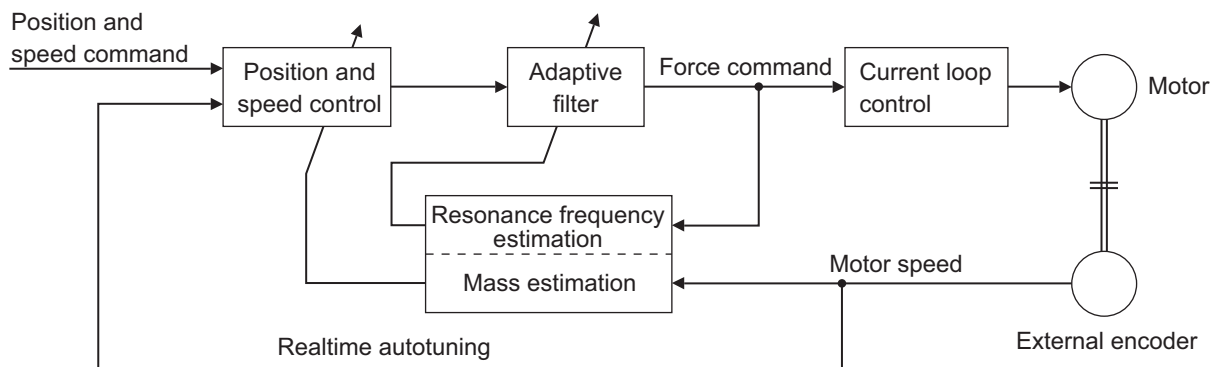 Position and
speed command
Position and
speed control
Adaptive
filter
Force command
Current loop
control
Motor
Resonance frequency
estimation
Mass estimation
Motor speed
External encoder
Realtime autotuning